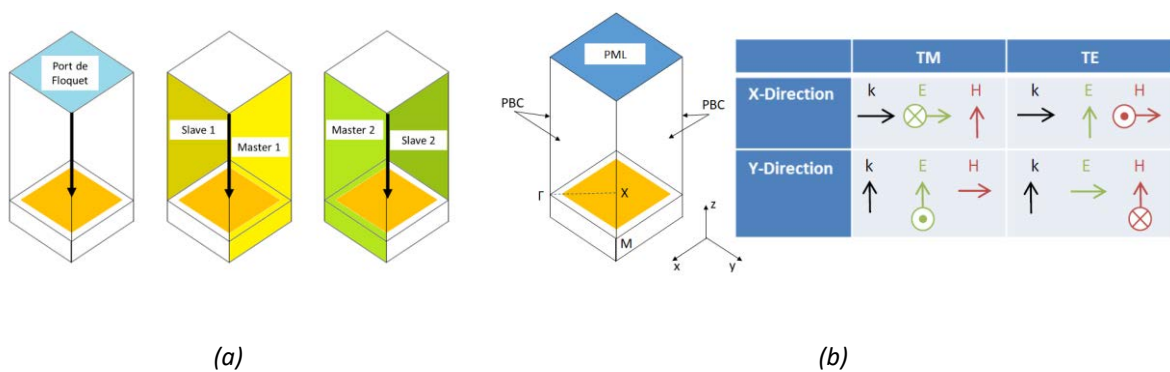 Port de
Floquet
Slave 1
Master 1
Master 2
Slave 2
PML
PBC
PBC
Γ
X
M
z
x
y
TM
TE
X-Direction
k E H
k E H
Y-Direction
k E H
k E H
(a)
(b)